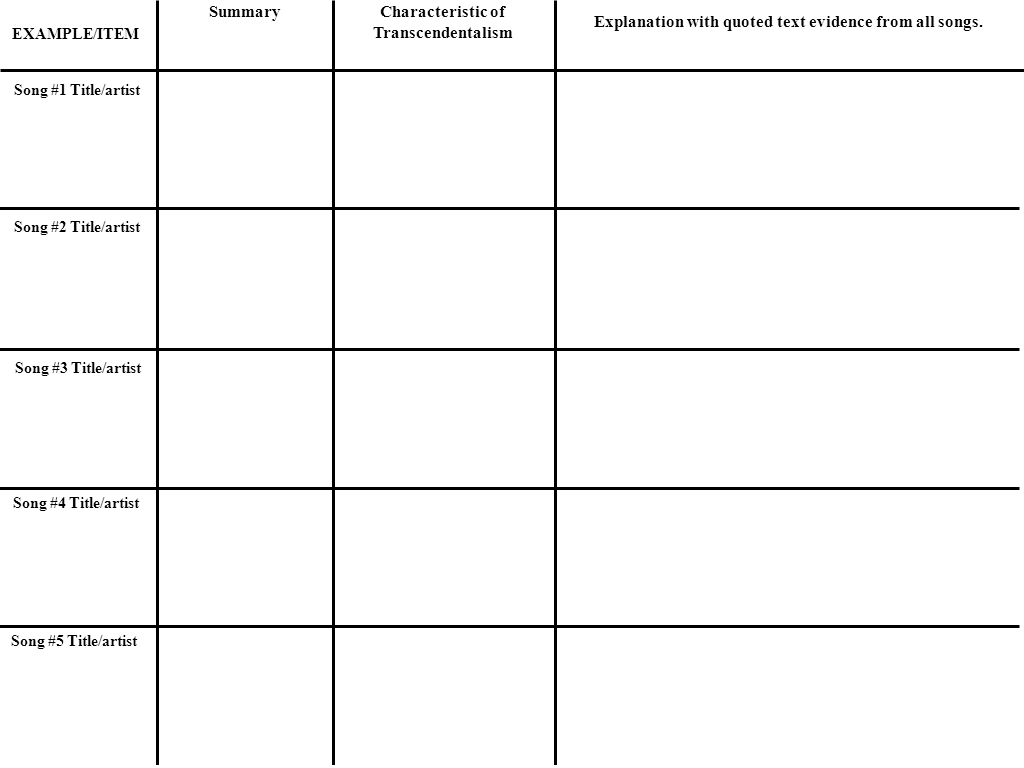 EXAMPLE/ITEM
Summary
Characteristic of
Transcendentalism
Explanation with quoted text evidence from all songs.
Song #1 Title/artist
Song #2 Title/artist
Song #3 Title/artist
Song #4 Title/artist
Song #5 Title/artist